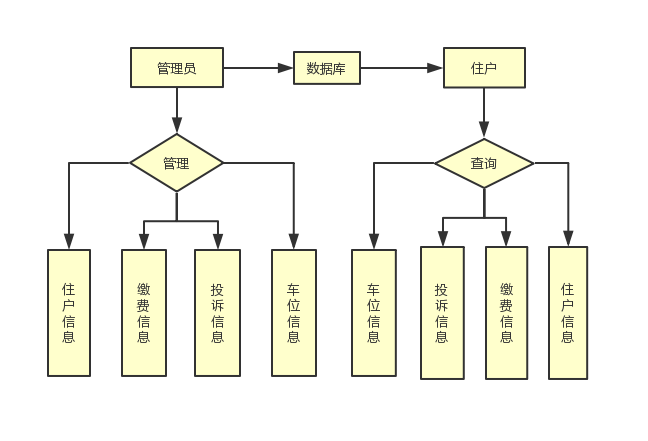 管理员
数据库
住户
管理
查询
住户信息
缴费信息
投诉信息
车位信息
车位信息
投诉信息
缴费信息
住户信息